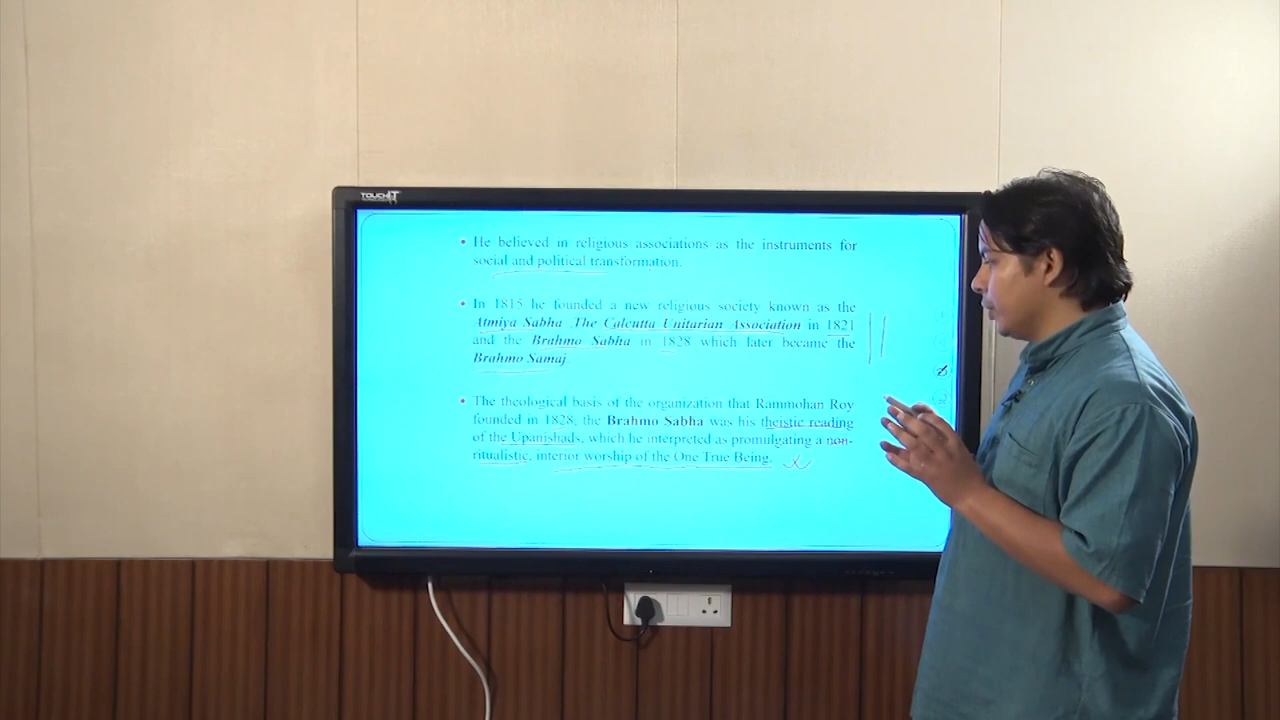 TOUCHIT
• He believed in religious associations as the instruments for
social and political transformation.
• In 1815 he founded a new religious society known as the
Atmiya Sabha .The Calcutta Unitarian Association in 1821
and the Brahmo Sabha in 1828 which later became the
Brahmo Samaj
• The theological basis of the organization that Rammohan Roy
founded in 1828, the Brahmo Sabha was his theistic reading
of the Upanishads, which he interpreted as promulgating a non-
ritualistic, interior worship of the One True Being.